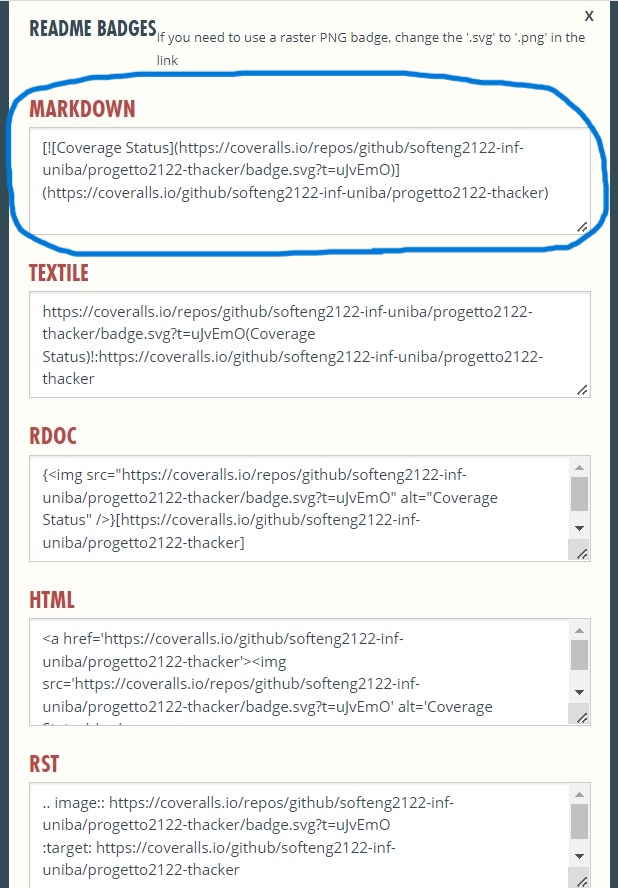 X
README BADGES
If you need to use a raster PNG badge, change the '.svg' to '.png' in the
link
MARKDOWN
[![Coverage Status](https://coveralls.io/repos/github/softeng2122-inf-
uniba/progetto2122-thacker/badge.svg?t=uJvEmO)]
(https://coveralls.io/github/softeng2122-inf-uniba/progetto2122-thacker)
TEXTILE
https://coveralls.io/repos/github/softeng2122-inf-uniba/progetto2122-
thacker/badge.svg?t=uJvEmO(Coverage
Status)!:https://coveralls.io/github/softeng2122-inf-uniba/progetto2122-
thacker
RDOC
{<img src="https://coveralls.io/repos/github/softeng2122-inf-
uniba/progetto2122-thacker/badge.svg?t=uJvEmO" alt="Coverage
Status" />}[https://coveralls.io/github/softeng2122-inf-
uniba/progetto2122-thacker]
HTML
<a href='https://coveralls.io/github/softeng2122-inf-
uniba/progetto2122-thacker'><img
src='https://coveralls.io/repos/github/softeng2122-inf-
uniba/progetto2122-thacker/badge.svg?t=uJvEmO' alt='Coverage
RST
.. image:: https://coveralls.io/repos/github/softeng2122-inf-
uniba/progetto2122-thacker/badge.svg?t=uJvEmO
:target: https://coveralls.io/github/softeng2122-inf-
uniba/progetto2122-thacker